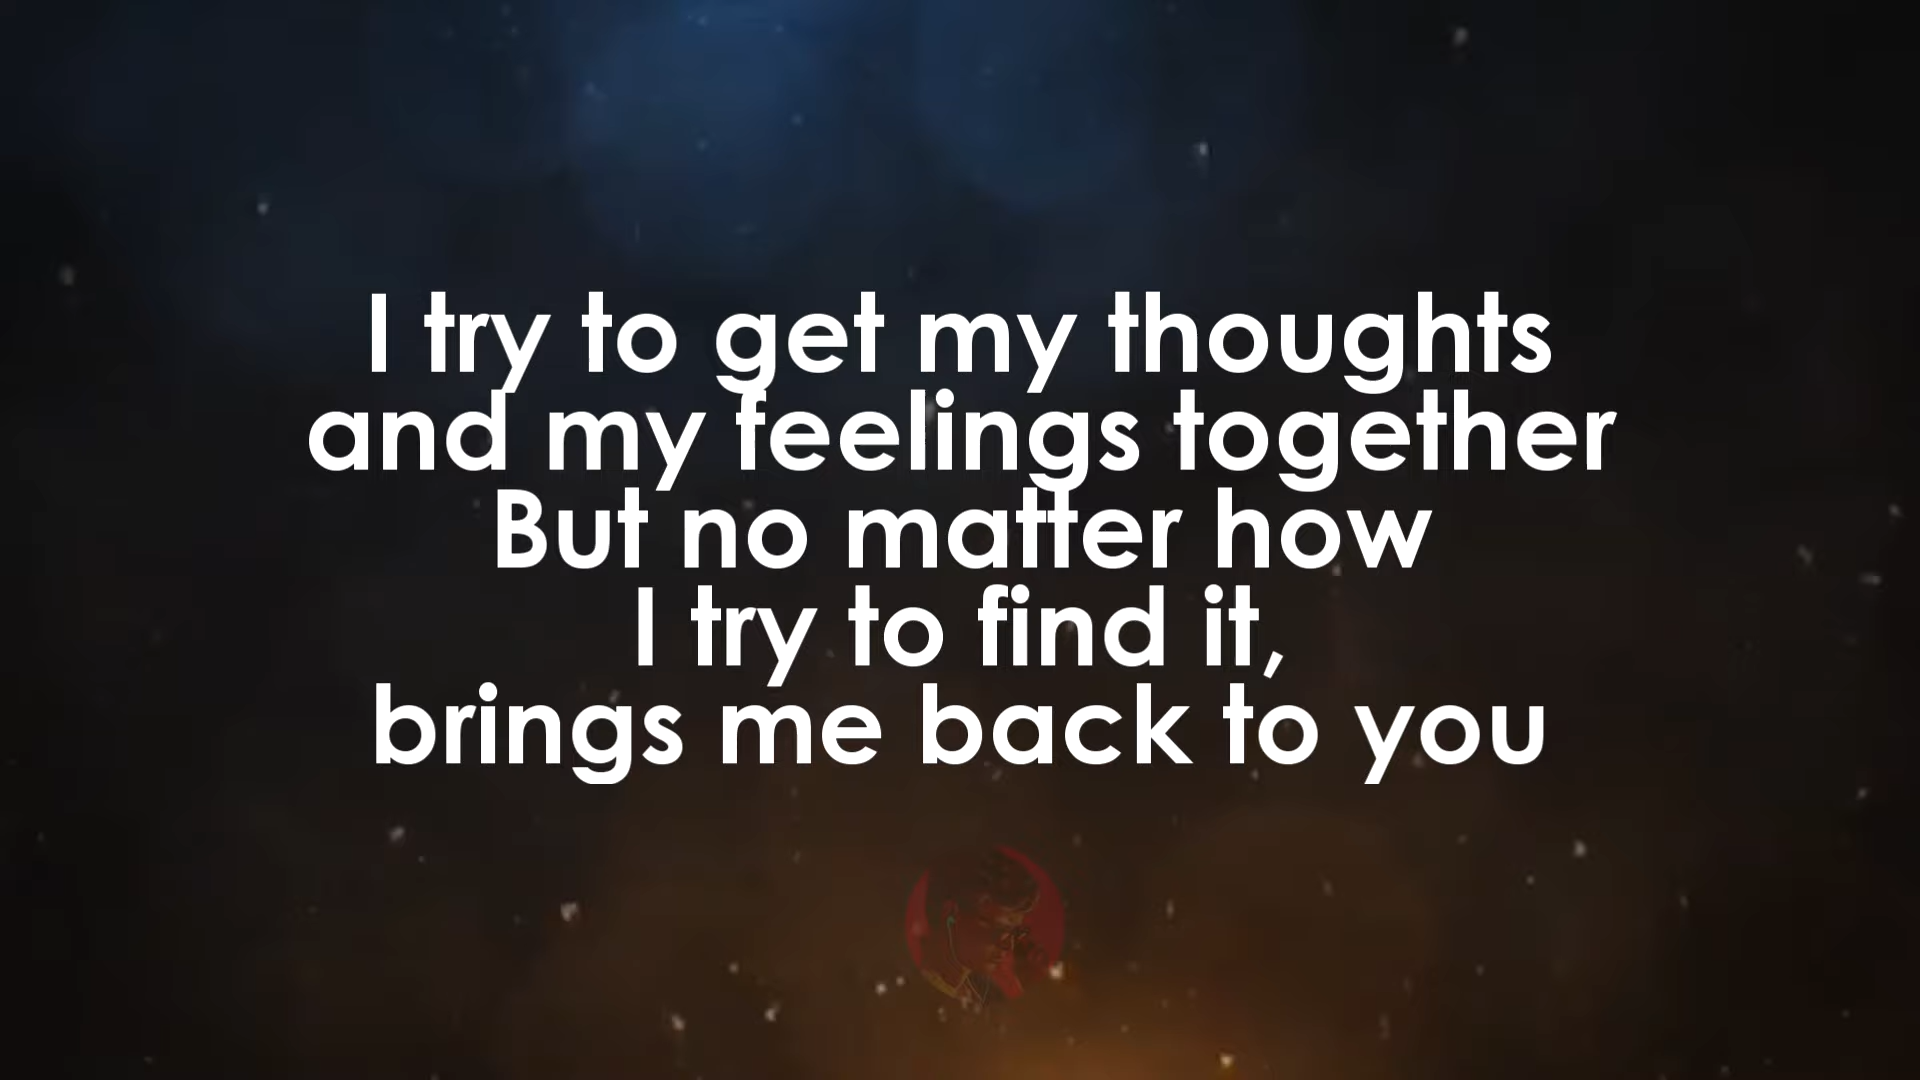 I try to get my thoughts
and my feelings together
But no matter how
I try to find it,
brings me back to you